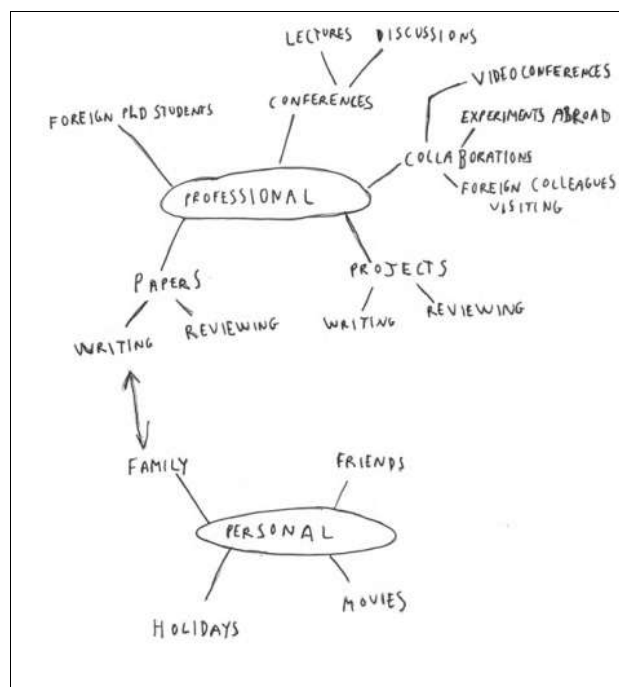 LECTURES DISCUSSIONS
VIDEOCONFERENCES
CONFERENCES
EXPERIMENTS ABROAD
FOREIGN PhD STUDENTS
COLLABORATIONS
FOREIGN COLLEAGUES
VISITING
PROFESSIONAL
PAPERS
PROJECTS
WRITING
REVIEWING
WRITING
REVIEWING
FAMILY
FRIENDS
PERSONAL
HOLIDAYS
MOVIES